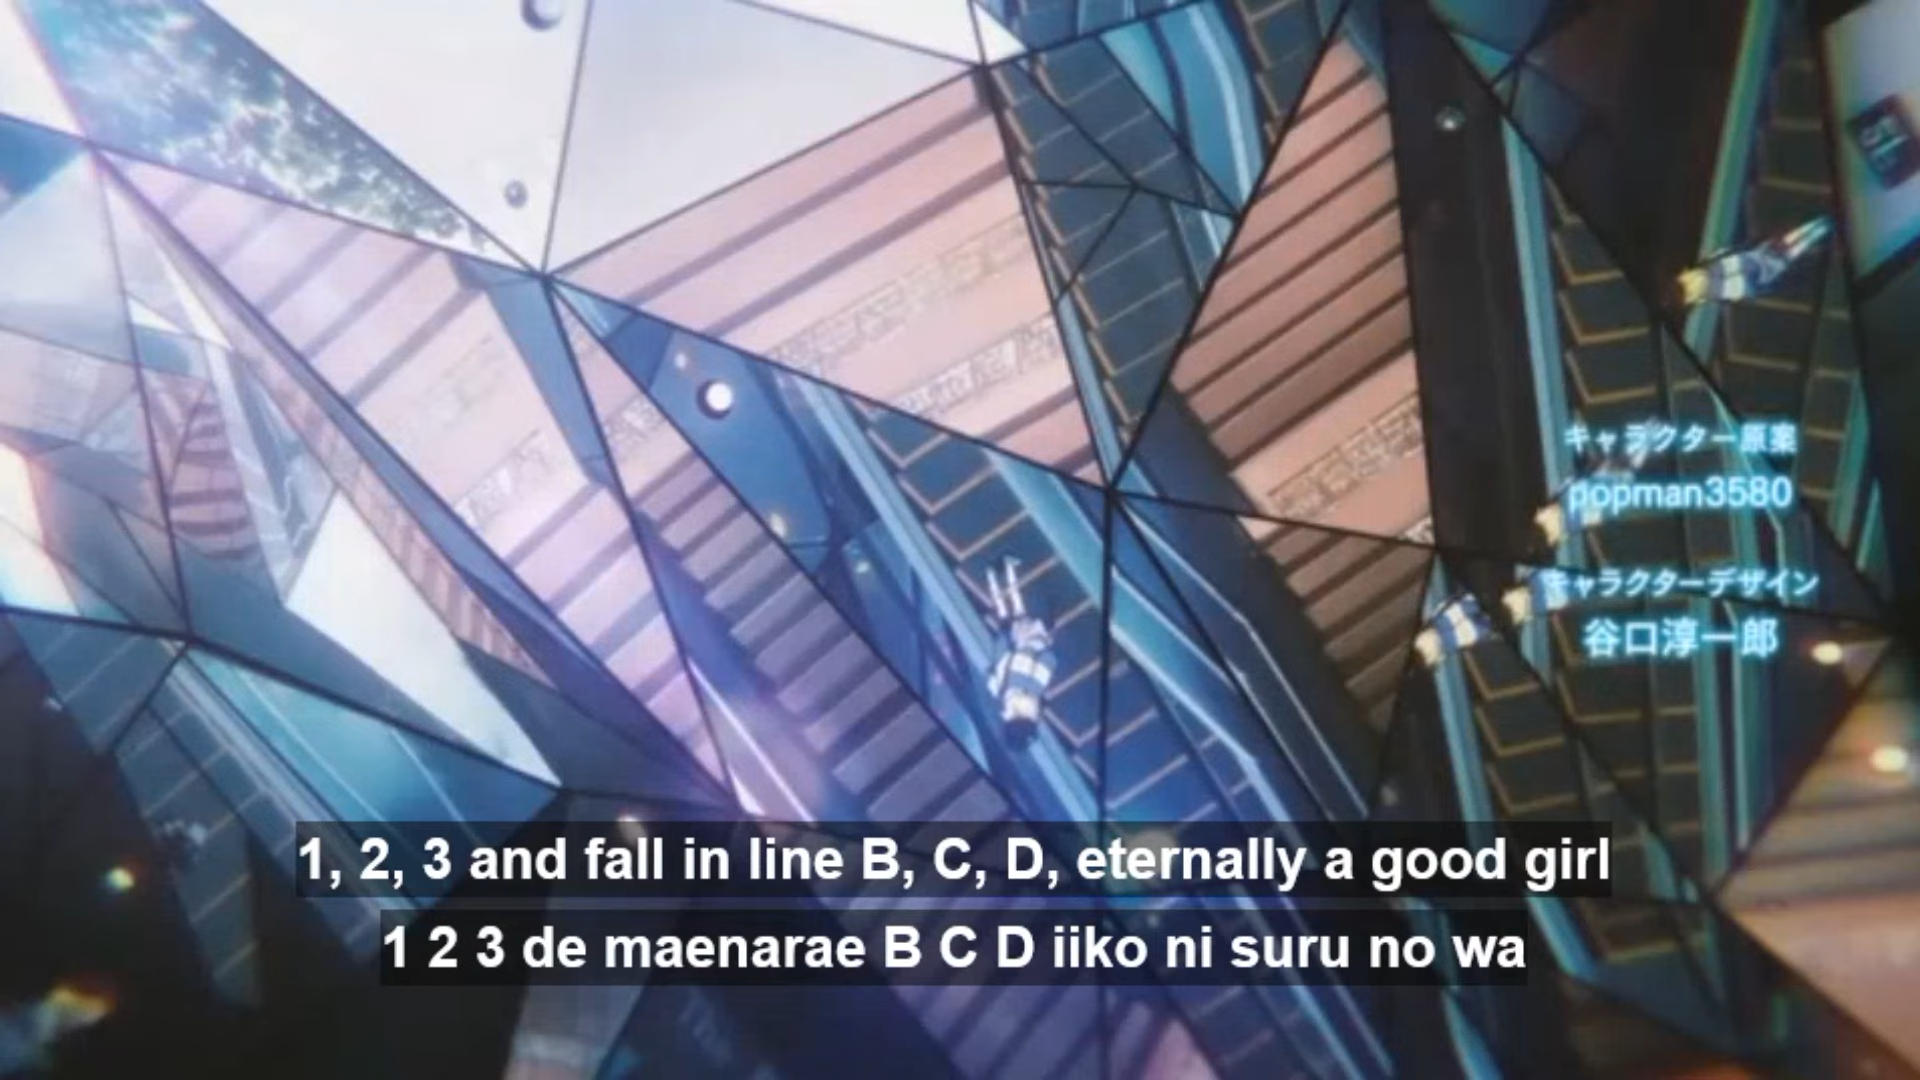 キャラクター原案
popman3580
キャラクターデザイン
谷口淳一郎
1, 2, 3 and fall in line B, C, D, eternally a good girl
1 2 3 de maenarae B C D iiko ni suru no wa